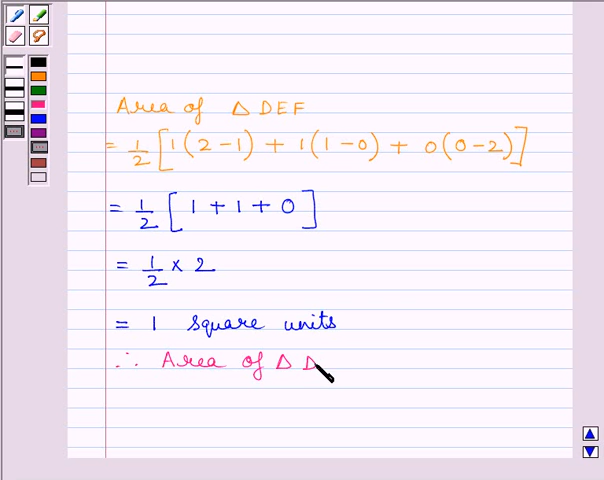 Area of Δ DEF
= 1/2 [1(2-1) + 1(1-0) + 0(0-2)]
= 1/2 [1 + 1 + 0]
= 1/2 × 2
= 1 square units
∴ Area of Δ D